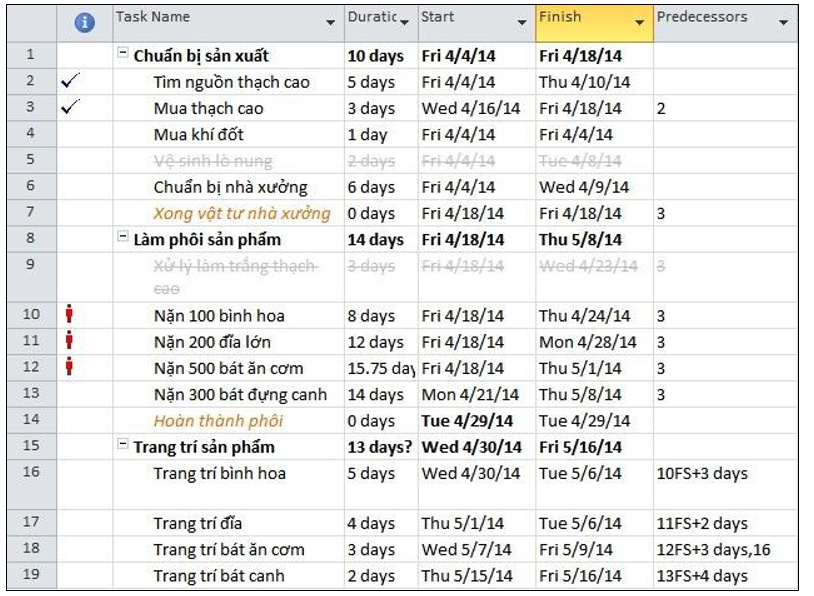 Task Name Duratic Start Finish Predecessors
1 Chuẩn bị sản xuất 10 days Fri 4/4/14 Fri 4/18/14
2 Tìm nguồn thạch cao 5 days Fri 4/4/14 Thu 4/10/14
3 Mua thạch cao 3 days Wed 4/16/14 Fri 4/18/14 2
4 Mua khí đốt 1 day Fri 4/4/14 Fri 4/4/14
5 Vệ sinh lò nung 2 days Fri 4/4/14 Tue 4/8/14
6 Chuẩn bị nhà xưởng 6 days Fri 4/4/14 Wed 4/9/14
7 Xong vật tư nhà xưởng 0 days Fri 4/18/14 Fri 4/18/14 3
8 Làm phôi sản phẩm 14 days Fri 4/18/14 Thu 5/8/14
9 Xử lý làm trắng thạch 3 days Fri 4/18/14 Wed 4/23/14 3
cao
10 Nặn 100 bình hoa 8 days Fri 4/18/14 Thu 4/24/14 3
11 Nặn 200 đĩa lớn 12 days Fri 4/18/14 Mon 4/28/14 3
12 Nặn 500 bát ăn cơm 15.75 day Fri 4/18/14 Thu 5/1/14 3
13 Nặn 300 bát đựng canh 14 days Mon 4/21/14 Thu 5/8/14 3
14 Hoàn thành phôi 0 days Tue 4/29/14 Tue 4/29/14
15 Trang trí sản phẩm 13 days? Wed 4/30/14 Fri 5/16/14
16 Trang trí bình hoa 5 days Wed 4/30/14 Tue 5/6/14 10FS+3 days
17 Trang trí đĩa 4 days Thu 5/1/14 Tue 5/6/14 11FS+2 days
18 Trang trí bát ăn cơm 3 days Wed 5/7/14 Fri 5/9/14 12FS+3 days,16
19 Trang trí bát canh 2 days Thu 5/15/14 Fri 5/16/14 13FS+4 days